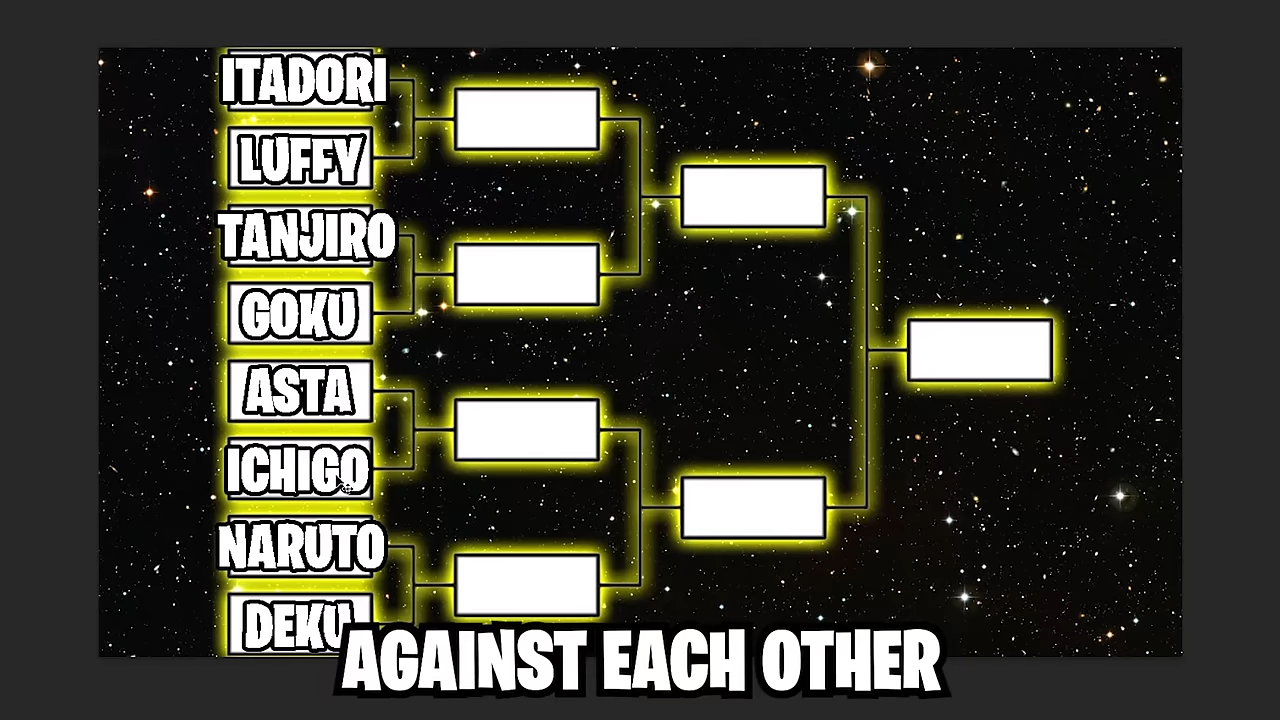 ITADORI
LUFFY
TANJIRO
GOKU
ASTA
ICHIGO
NARUTO
DEKU
AGAINST EACH OTHER